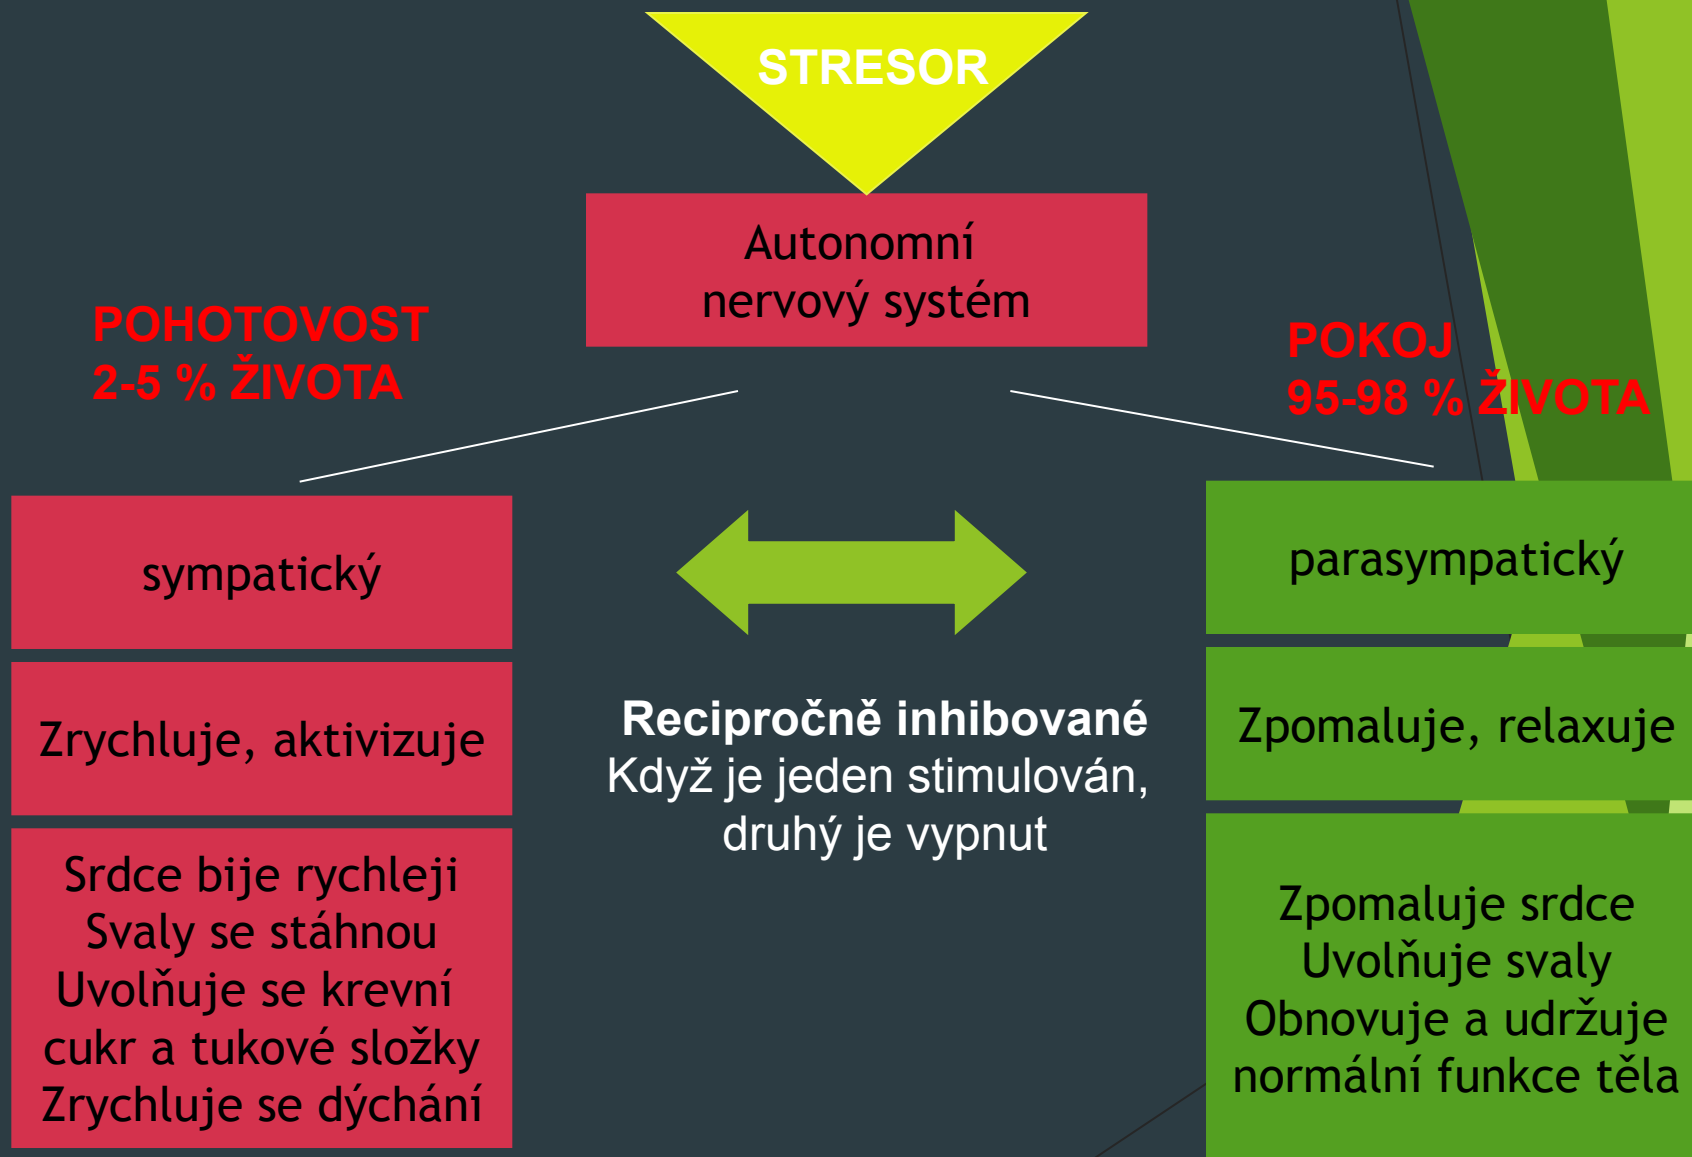 STRESOR
Autonomní
nervový systém
POHOTOVOST
2-5 % ŽIVOTA
POKOJ
95-98 % ŽIVOTA
sympatický
parasympatický
Zrychluje, aktivizuje
Reciproč­ně inhibované
Když je jeden stimulován,
druhý je vypnut
Zpomaluje, relaxuje
Srdce bije rychleji
Svaly se stáhnou
Uvolňuje se krevní
cukr a tukové složky
Zrychluje se dýchání
Zpomaluje srdce
Uvolňuje svaly
Obnovuje a udržuje
normální funkce těla